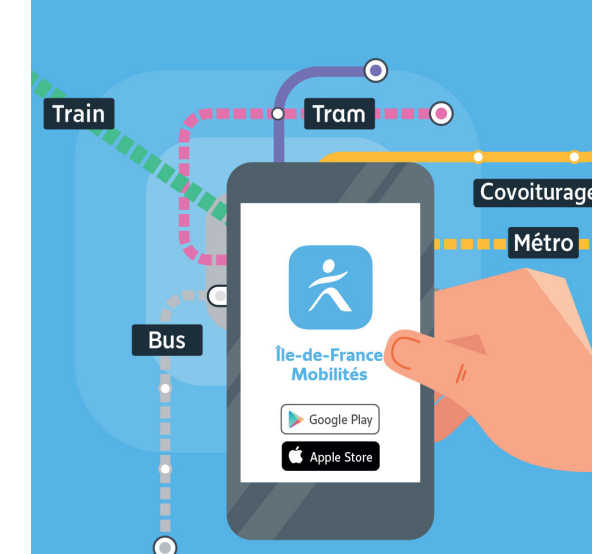 Train
Tram
Covoiturage
Métro
Bus
Île-de-France
Mobilités
Google Play
Apple Store